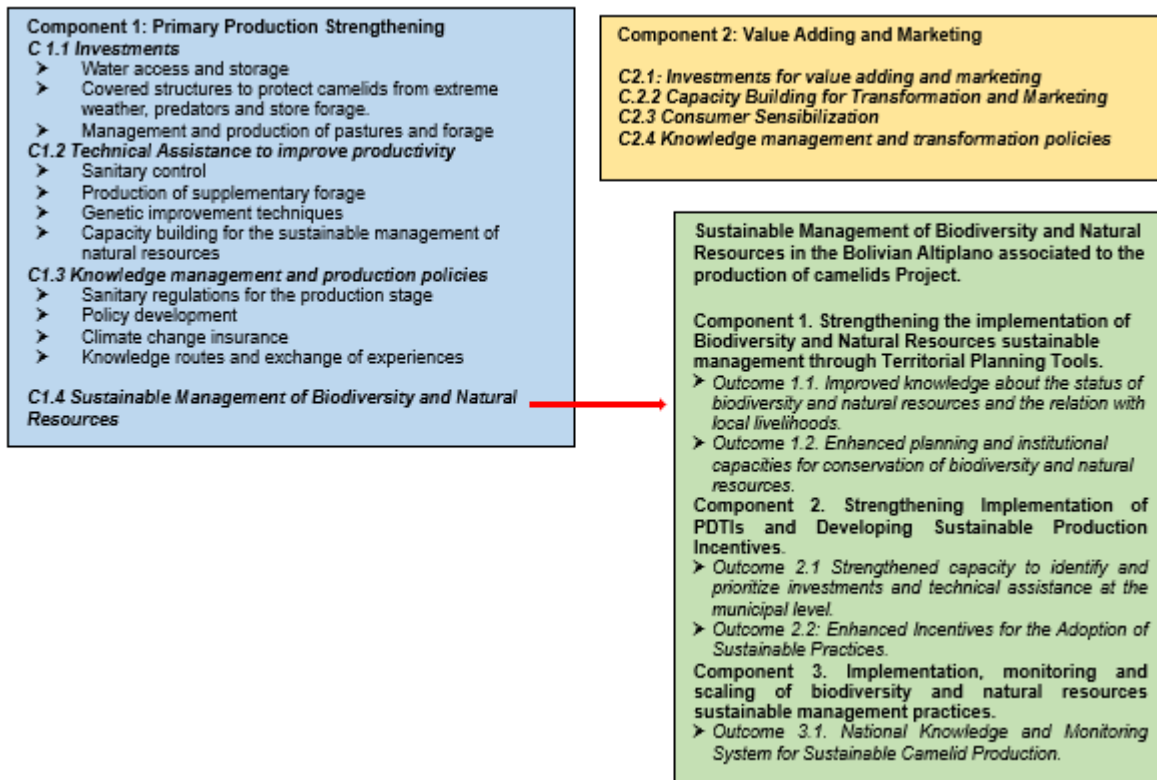 Component 1: Primary Production Strengthening
C 1.1 Investments
➤ Water access and storage
➤ Covered structures to protect camelids from extreme
weather, predators and store forage.
➤ Management and production of pastures and forage
C1.2 Technical Assistance to improve productivity
➤ Sanitary control
➤ Production of supplementary forage
➤ Genetic improvement techniques
➤ Capacity building for the sustainable management of
natural resources
C1.3 Knowledge management and production policies
➤ Sanitary regulations for the production stage
➤ Policy development
➤ Climate change insurance
➤ Knowledge routes and exchange of experiences
C1.4 Sustainable Management of Biodiversity and Natural
Resources
Component 2: Value Adding and Marketing
C2.1: Investments for value adding and marketing
C.2.2 Capacity Building for Transformation and Marketing
C2.3 Consumer Sensibilization
C2.4 Knowledge management and transformation policies
Sustainable Management of Biodiversity and Natural
Resources in the Bolivian Altiplano associated to the
production of camelids Project.
Component 1. Strengthening the implementation of
Biodiversity and Natural Resources sustainable
management through Territorial Planning Tools.
➤ Outcome 1.1. Improved knowledge about the status of
biodiversity and natural resources and the relation with
local livelihoods.
➤ Outcome 1.2. Enhanced planning and institutional
capacities for conservation of biodiversity and natural
resources.
Component 2. Strengthening Implementation of
PDTIs and Developing Sustainable Production
Incentives.
➤ Outcome 2.1 Strengthened capacity to identify and
prioritize investments and technical assistance at the
municipal level.
➤ Outcome 2.2: Enhanced Incentives for the Adoption of
Sustainable Practices.
Component 3. Implementation, monitoring and
scaling of biodiversity and natural resources
sustainable management practices.
➤ Outcome 3.1. National Knowledge and Monitoring
System for Sustainable Camelid Production.